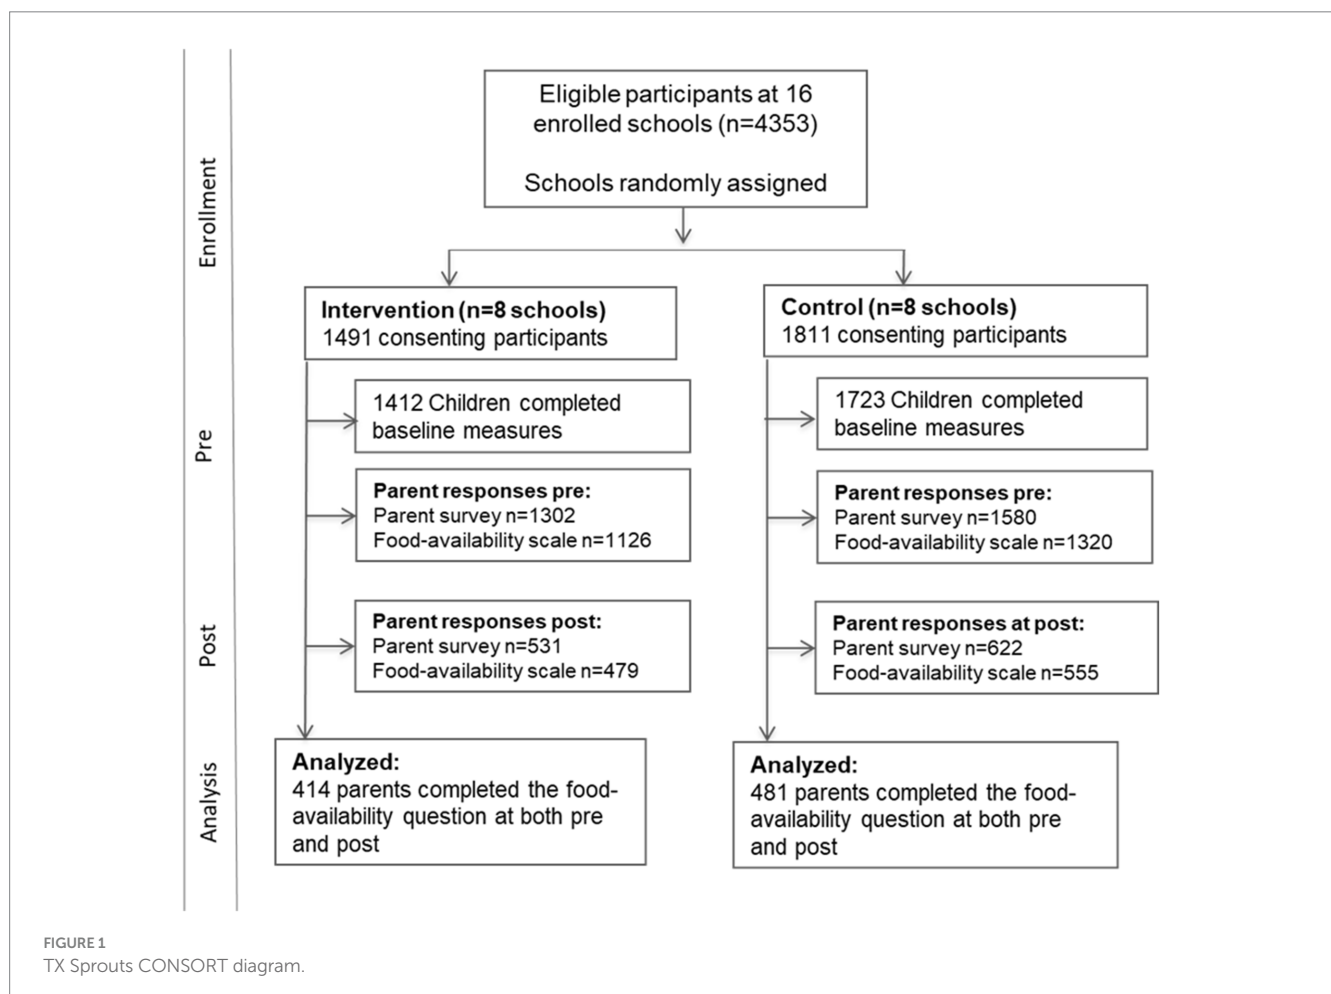 Eligible participants at 16
enrolled schools (n=4353)
Schools randomly assigned
Enrollment
Intervention (n=8 schools)
1491 consenting participants
Control (n=8 schools)
1811 consenting participants
Pre
1412 Children completed
baseline measures
1723 Children completed
baseline measures
Parent responses pre:
Parent survey n=1302
Food-availability scale n=1126
Parent responses pre:
Parent survey n=1580
Food-availability scale n=1320
Post
Parent responses post:
Parent survey n=531
Food-availability scale n=479
Parent responses at post:
Parent survey n=622
Food-availability scale n=555
Analysis
Analyzed:
414 parents completed the food-
availability question at both pre
and post
Analyzed:
481 parents completed the food-
availability question at both pre
and post
FIGURE 1
TX Sprouts CONSORT diagram.